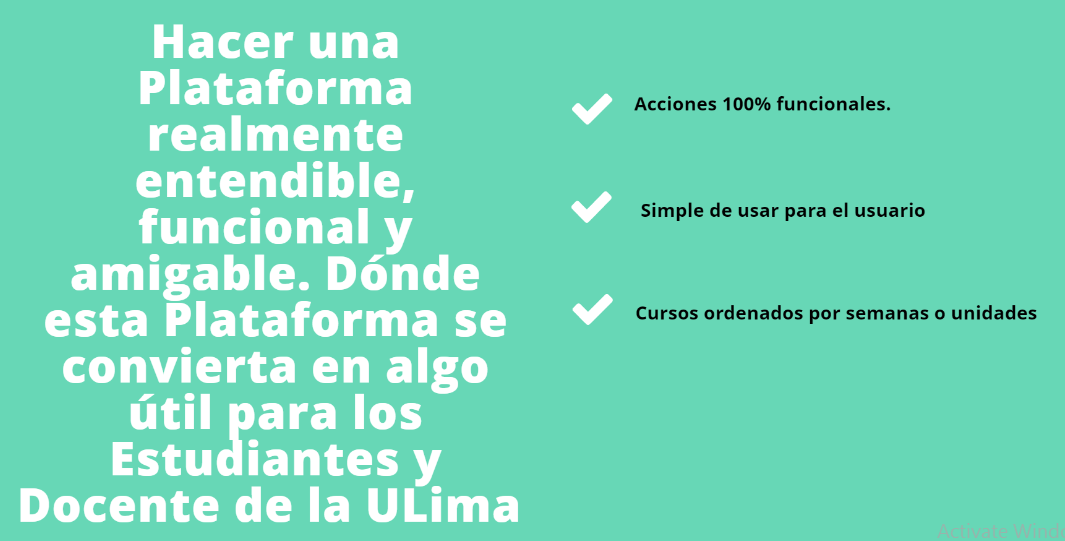 Hacer una
Plataforma
realmente
entendible,
funcional y
amigable. Dónde
esta Plataforma se
convierta en algo
útil para los
Estudiantes y
Docente de la ULima
Acciones 100% funcionales.
Simple de usar para el usuario
Cursos ordenados por semanas o unidades
Activate